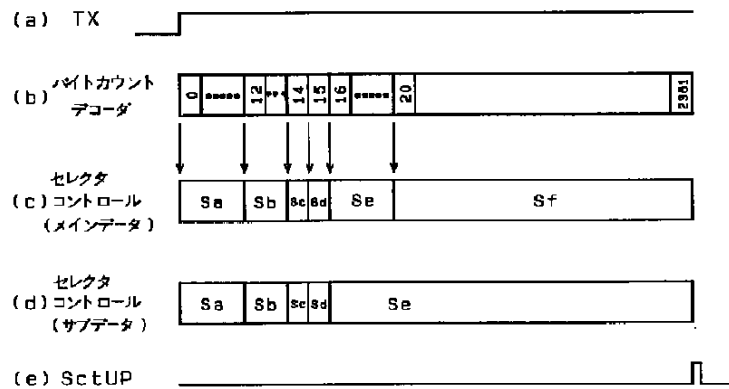 (a) TX
(b) バイトカウント
デコーダ
0 ••••• 12 ••• 14 15 16 ••••• 20 2381
セレクタ
(c) コントロール
(メインデータ)
Sa Sb Sc Sd Se Sf
セレクタ
(d) コントロール
(サブデータ)
Sa Sb Sc Sd Se
(e) SctUP